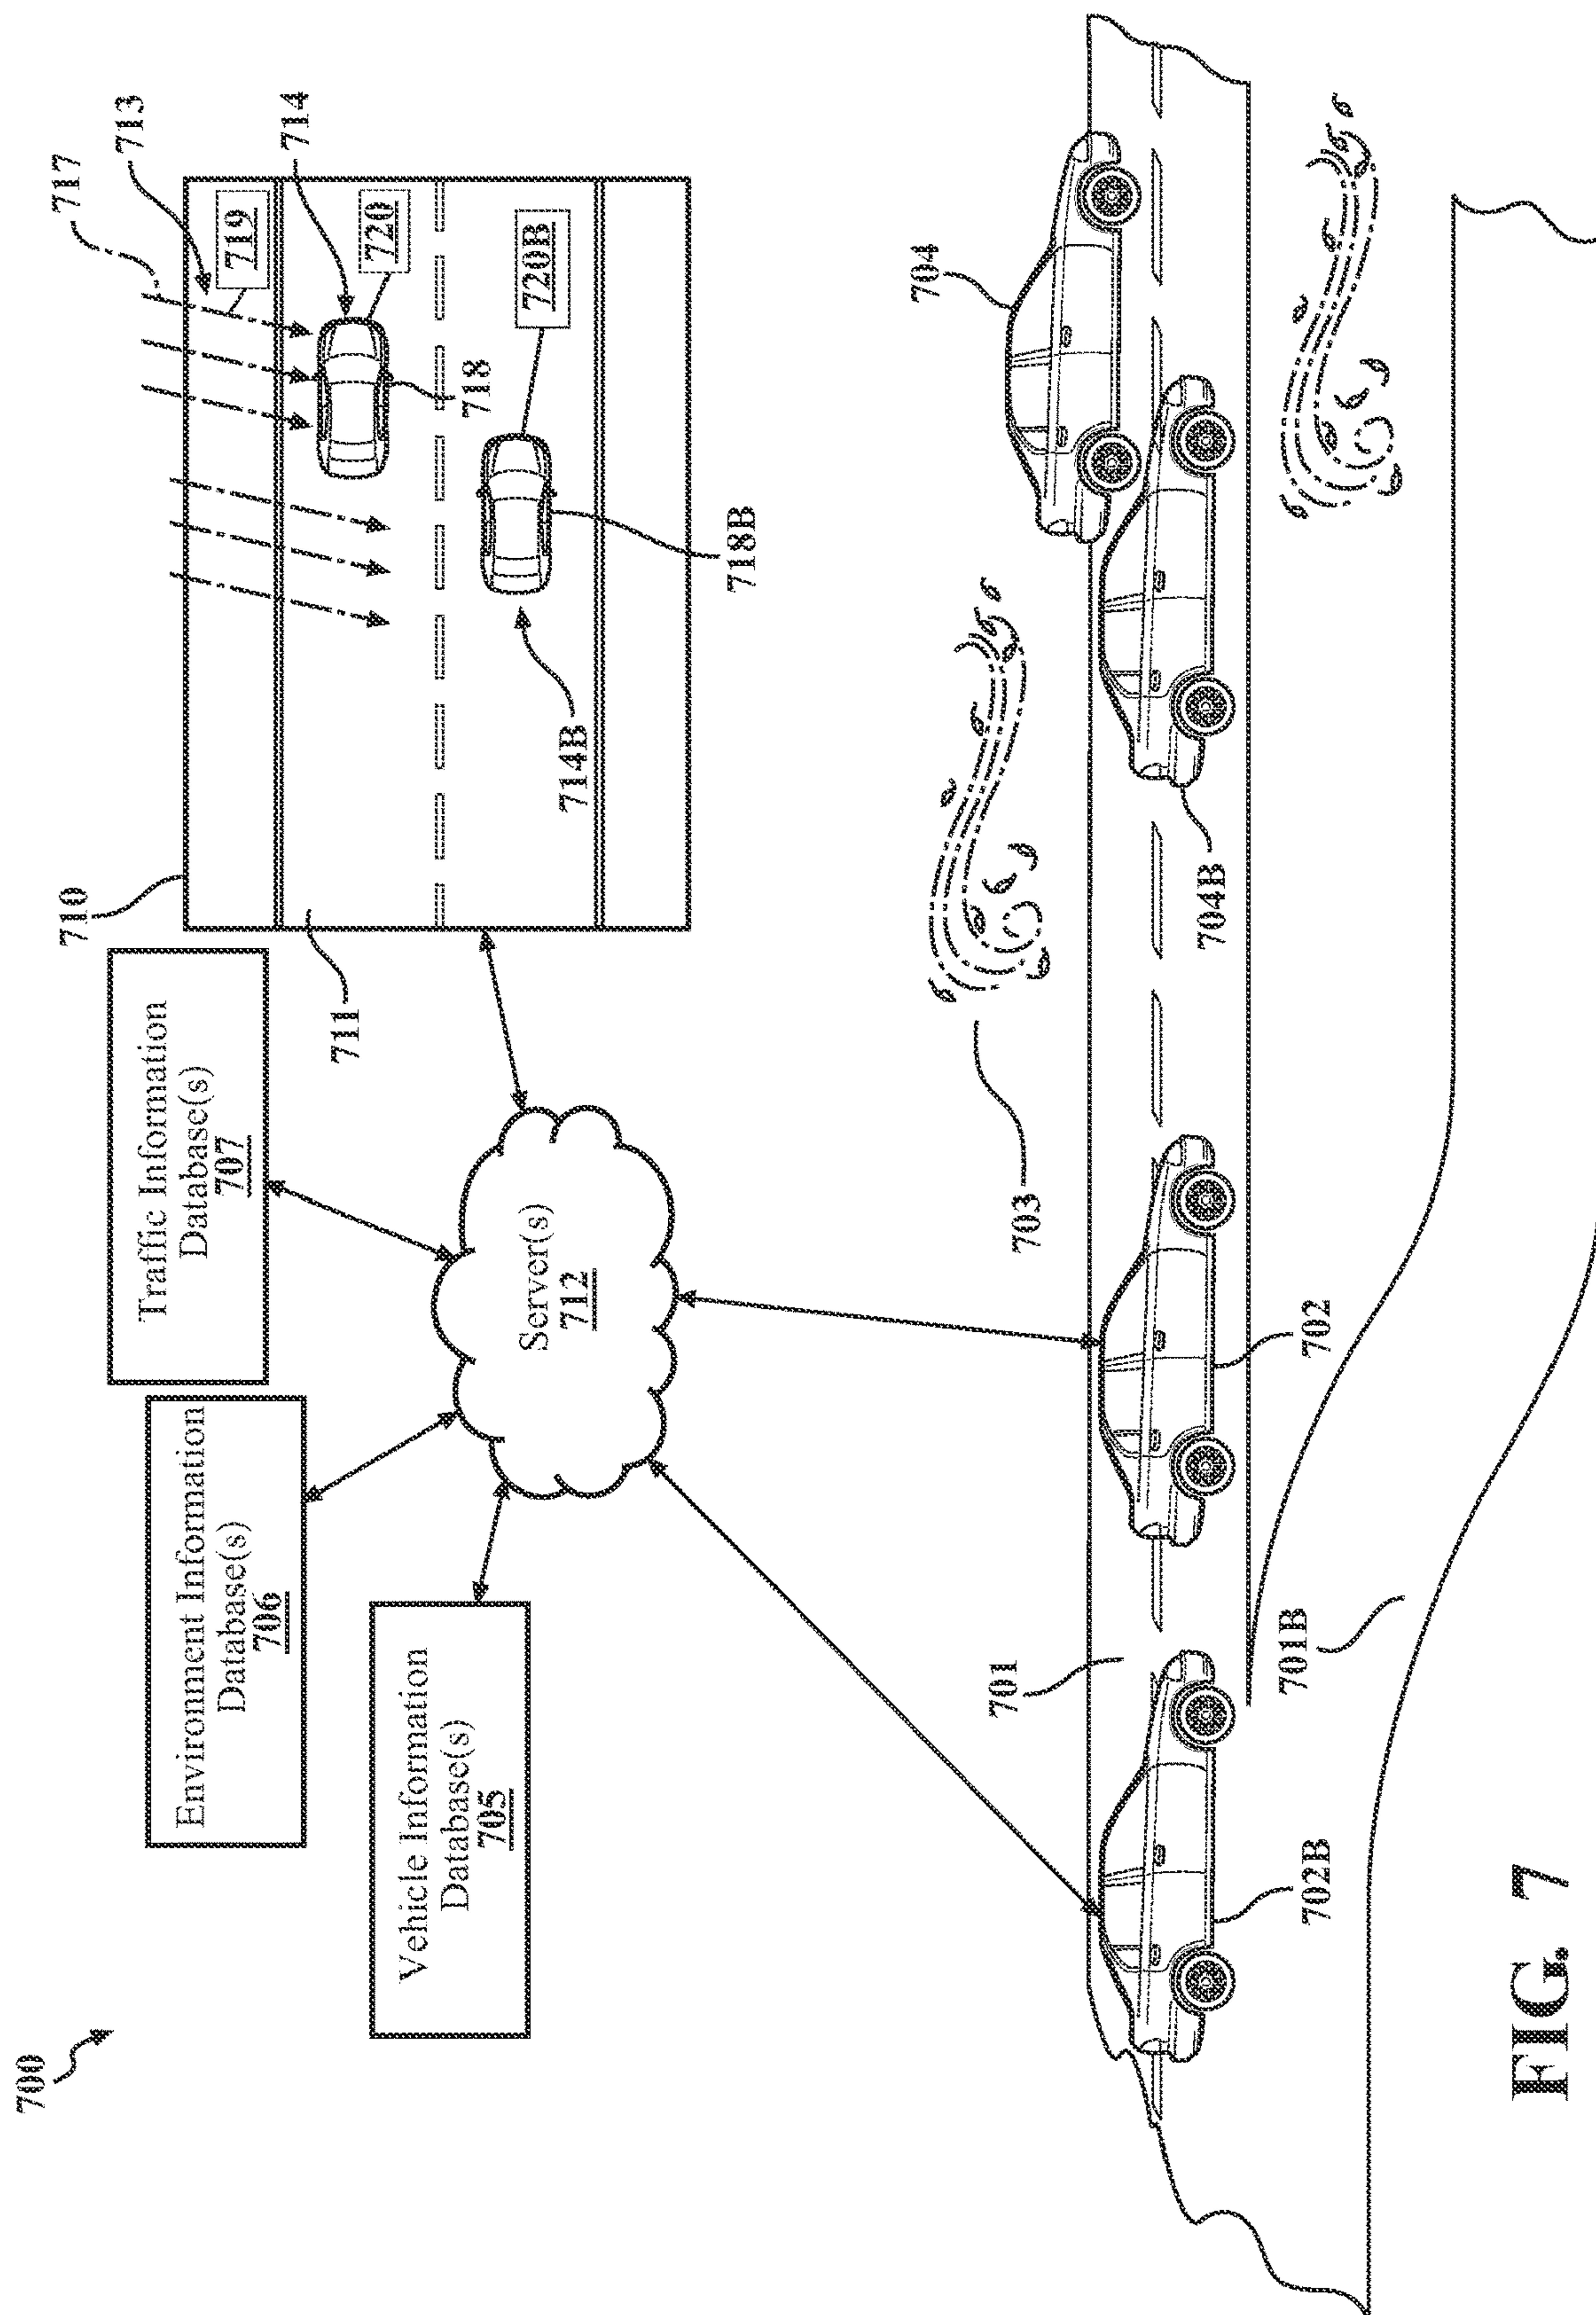 700
710
717
713
719
714
720
720B
718
718B
714B
711
Traffic Information
Database(s)
707
Environment Information
Database(s)
706
Vehicle Information
Database(s)
705
Server(s)
712
703
704
704B
701
702
702B
701B
FIG. 7